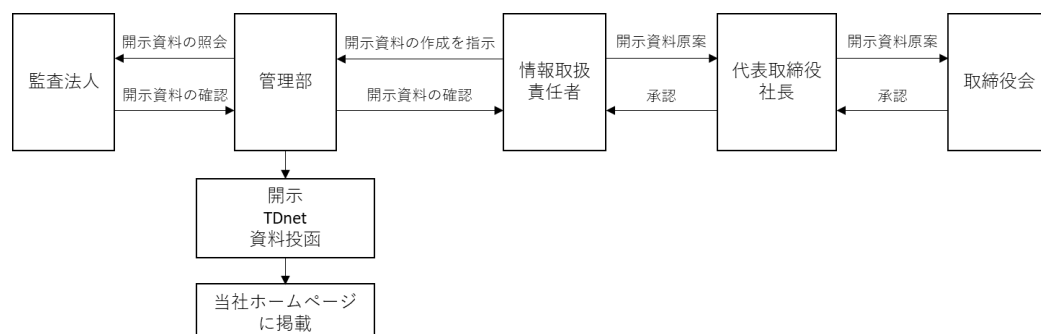 開示資料の照会
開示資料の作成を指示
開示資料原案
開示資料原案
監査法人
管理部
情報取扱
責任者
代表取締役
社長
取締役会
開示資料の確認
開示資料の確認
承認
承認
開示
TDnet
資料投函
当社ホームページ
に掲載